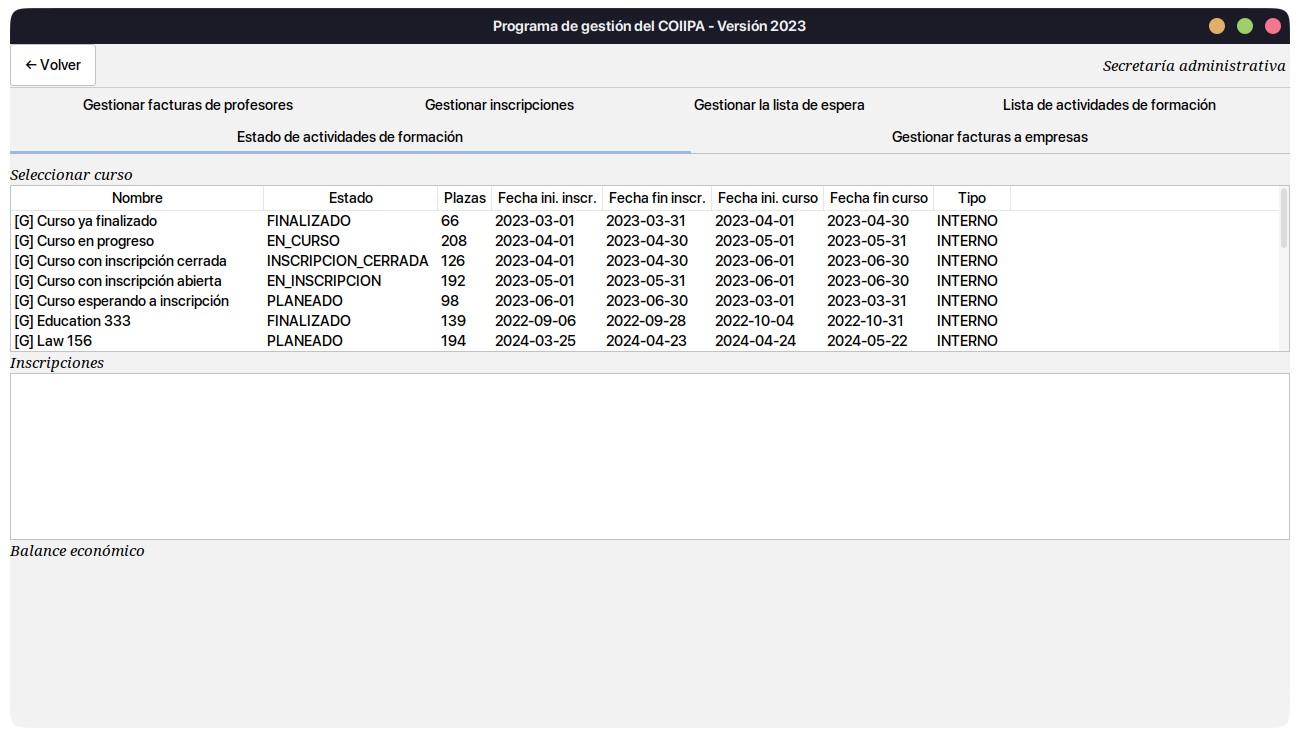 Programa de gestión del COIIPA - Versión 2023
← Volver
Secretaría administrativa
Gestionar facturas de profesores Gestionar inscripciones Gestionar la lista de espera Lista de actividades de formación
Estado de actividades de formación Gestionar facturas a empresas
Seleccionar curso
Nombre Estado Plazas Fecha ini. inscr. Fecha fin inscr. Fecha ini. curso Fecha fin curso Tipo
[G] Curso ya finalizado FINALIZADO 66 2023-03-01 2023-03-31 2023-04-01 2023-04-30 INTERNO
[G] Curso en progreso EN_CURSO 208 2023-04-01 2023-04-30 2023-05-01 2023-05-31 INTERNO
[G] Curso con inscripción cerrada INSCRIPCION_CERRADA 126 2023-04-01 2023-04-30 2023-06-01 2023-06-30 INTERNO
[G] Curso con inscripción abierta EN_INSCRIPCION 192 2023-05-01 2023-05-31 2023-06-01 2023-06-30 INTERNO
[G] Curso esperando a inscripción PLANEADO 98 2023-06-01 2023-06-30 2023-03-01 2023-03-31 INTERNO
[G] Education 333 FINALIZADO 139 2022-09-06 2022-09-28 2022-10-04 2022-10-31 INTERNO
[G] Law 156 PLANEADO 194 2024-03-25 2024-04-23 2024-04-24 2024-05-22 INTERNO
Inscripciones
Balance económico